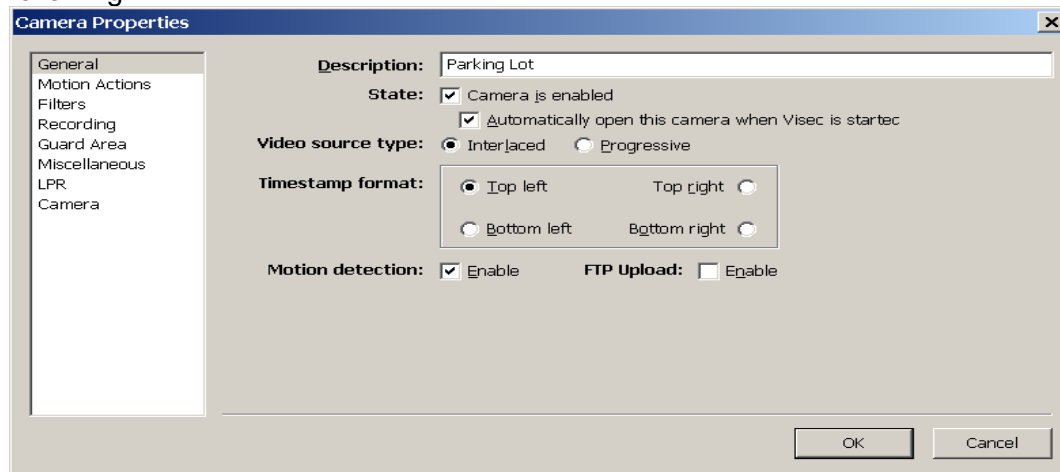 Camera Properties
General
Motion Actions
Filters
Recording
Guard Area
Miscellaneous
LPR
Camera
Description: Parking Lot
State: Camera is enabled
Automatically open this camera when Visec is startec
Video source type: Interlaced Progressive
Timestamp format: Top left Top right
Bottom left Bottom right
Motion detection: Enable FTP Upload: Enable
OK Cancel